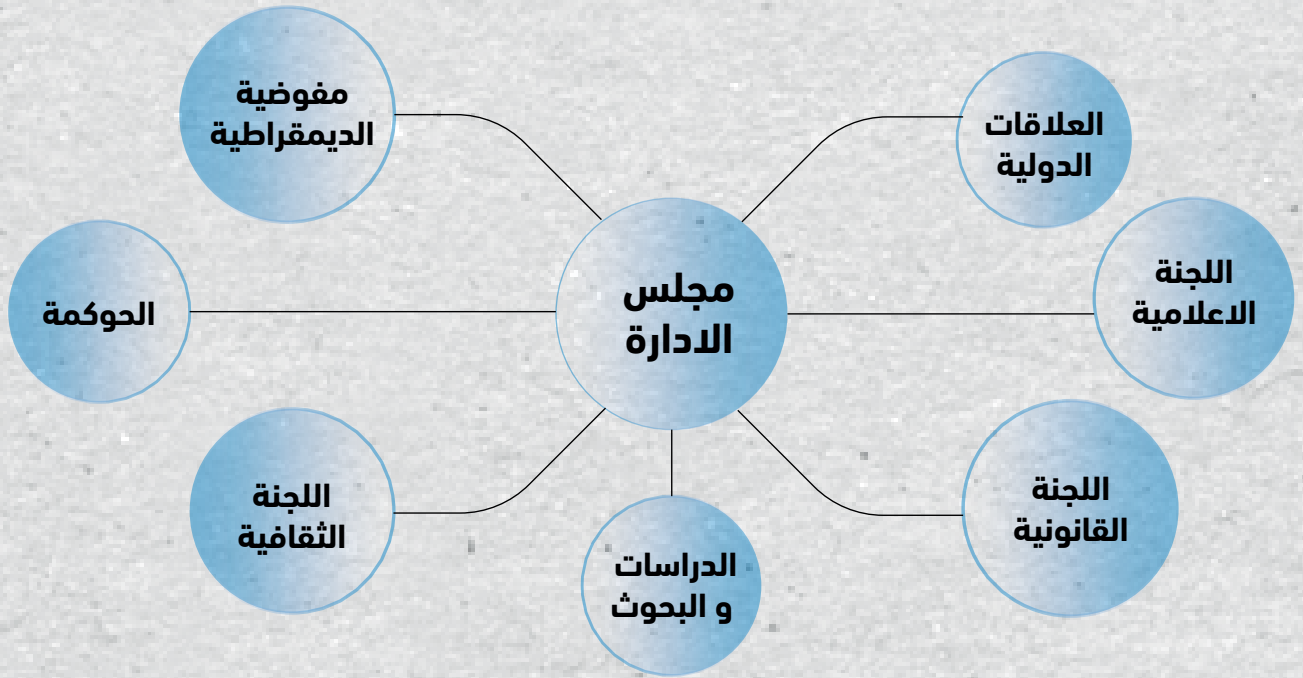 مفوضية
الديمقراطية
العلاقات
الدولية
اللجنة
الاعلامية
مجلس
الادارة
الحوكمة
اللجنة
القانونية
اللجنة
الثقافية
الدراسات
و البحوث